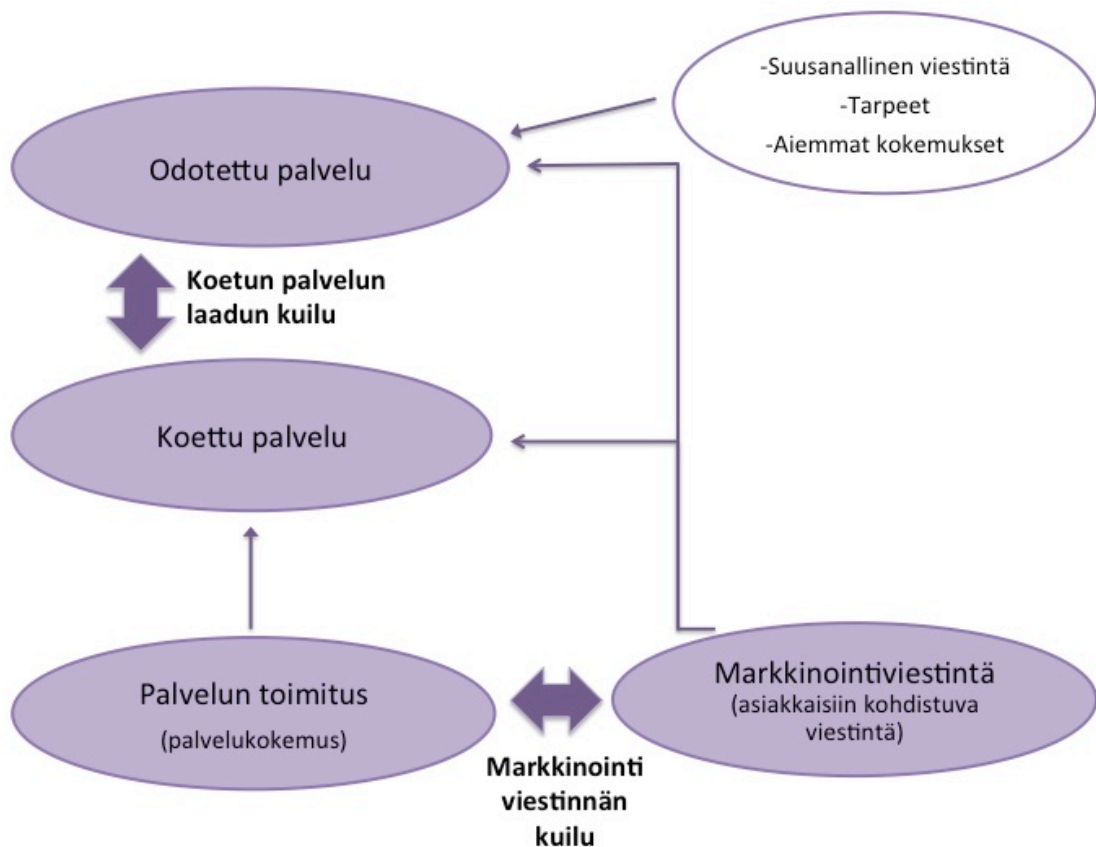 -Suusanallinen viestintä
-Tarpeet
-Aiemmat kokemukset
Odotettu palvelu
Koetun palvelun
laadun kuilu
Koettu palvelu
Palvelun toimitus
(palvelukokemus)
Markkinointiviestintä
(asiakkaisiin kohdistuva
viestintä)
Markkinointi
viestinnän
kuilu